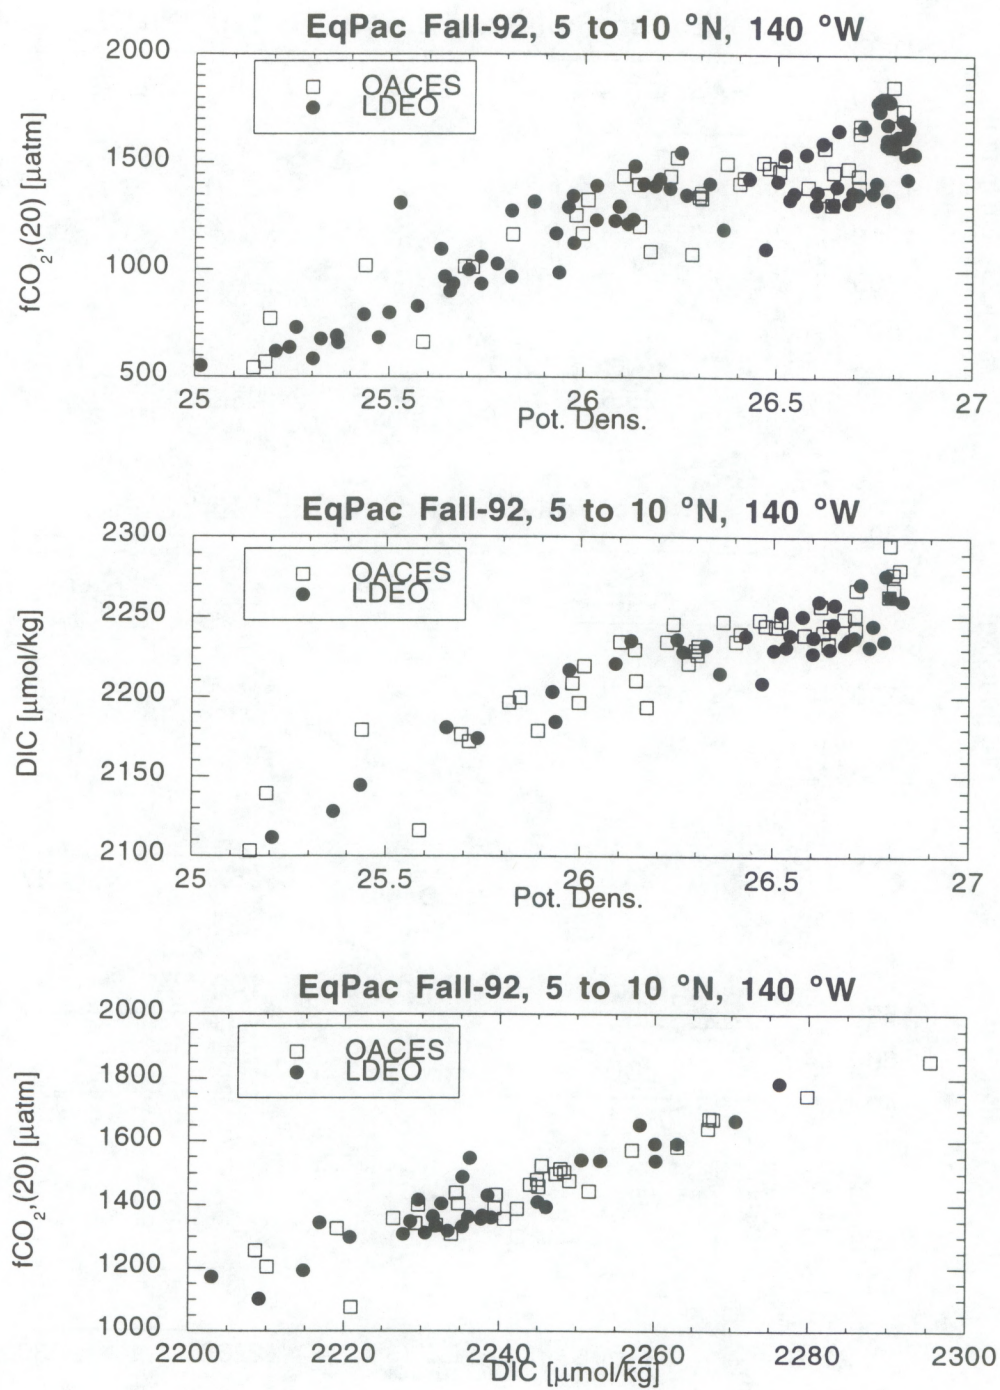 EqPac Fall-92, 5 to 10 °N, 140 °W
fCO2,(20) [µatm]
2000
1500
1000
500
OACES
LDEO
25
25.5
26
26.5
27
Pot. Dens.
EqPac Fall-92, 5 to 10 °N, 140 °W
DIC [µmol/kg]
2300
2250
2200
2150
2100
OACES
LDEO
25
25.5
26
26.5
27
Pot. Dens.
EqPac Fall-92, 5 to 10 °N, 140 °W
fCO2,(20) [µatm]
2000
1800
1600
1400
1200
1000
OACES
LDEO
2200
2220
2240
2260
2280
2300
DIC [µmol/kg]